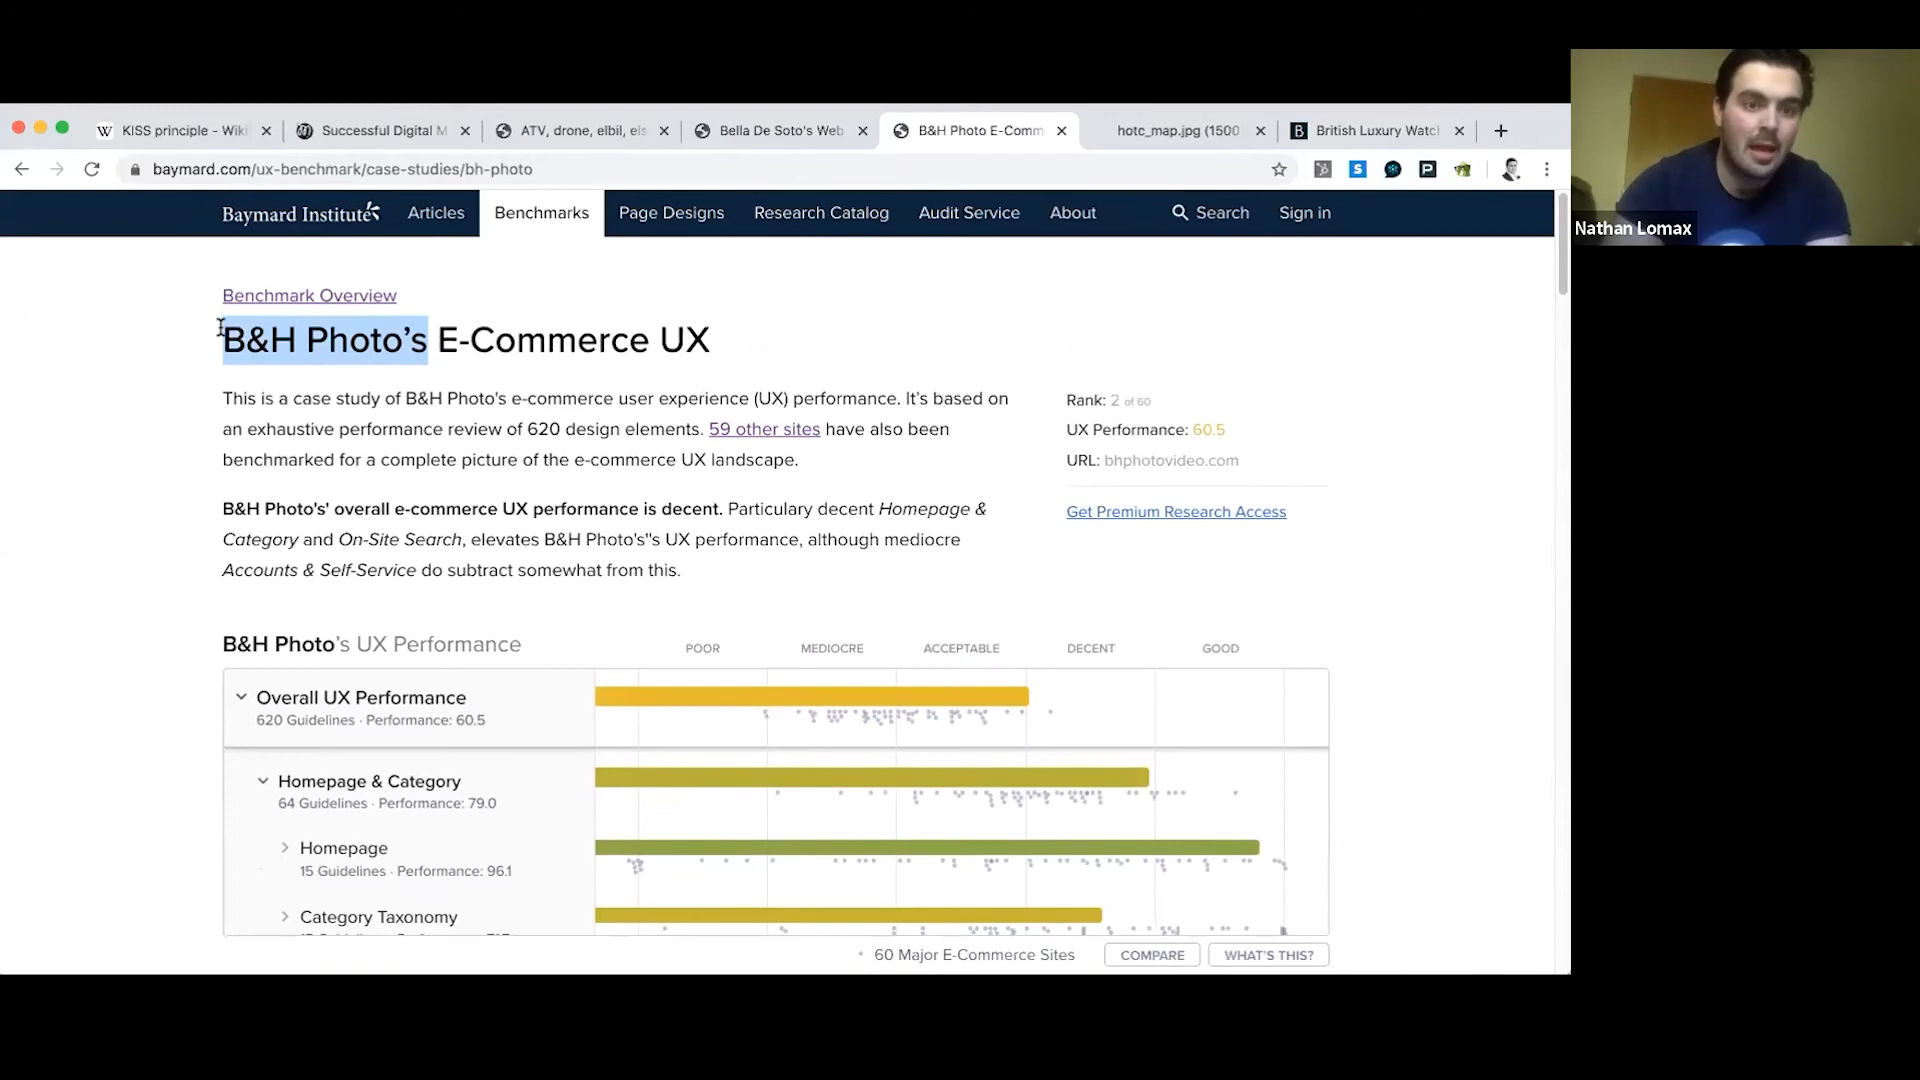 KISS principle - Wiki
Successful Digital M
ATV, drone, elbil, els
Bella De Soto's Web
B&H Photo E-Comm
hotc_map.jpg (1500
British Luxury Watch
baymard.com/ux-benchmark/case-studies/bh-photo
Baymard Institute
Articles
Benchmarks
Page Designs
Research Catalog
Audit Service
About
Search
Sign in
Nathan Lomax
Benchmark Overview
B&H Photo’s E-Commerce UX
This is a case study of B&H Photo's e-commerce user experience (UX) performance. It’s based on
an exhaustive performance review of 620 design elements. 59 other sites have also been
benchmarked for a complete picture of the e-commerce UX landscape.
B&H Photo's' overall e-commerce UX performance is decent. Particulary decent Homepage &
Category and On-Site Search, elevates B&H Photo's''s UX performance, although mediocre
Accounts & Self-Service do subtract somewhat from this.
Rank: 2 of 60
UX Performance: 60.5
URL: bhphotovideo.com
Get Premium Research Access
B&H Photo’s UX Performance
POOR
MEDIOCRE
ACCEPTABLE
DECENT
GOOD
Overall UX Performance
620 Guidelines · Performance: 60.5
Homepage & Category
64 Guidelines · Performance: 79.0
Homepage
15 Guidelines · Performance: 96.1
Category Taxonomy
60 Major E-Commerce Sites
COMPARE
WHAT'S THIS?